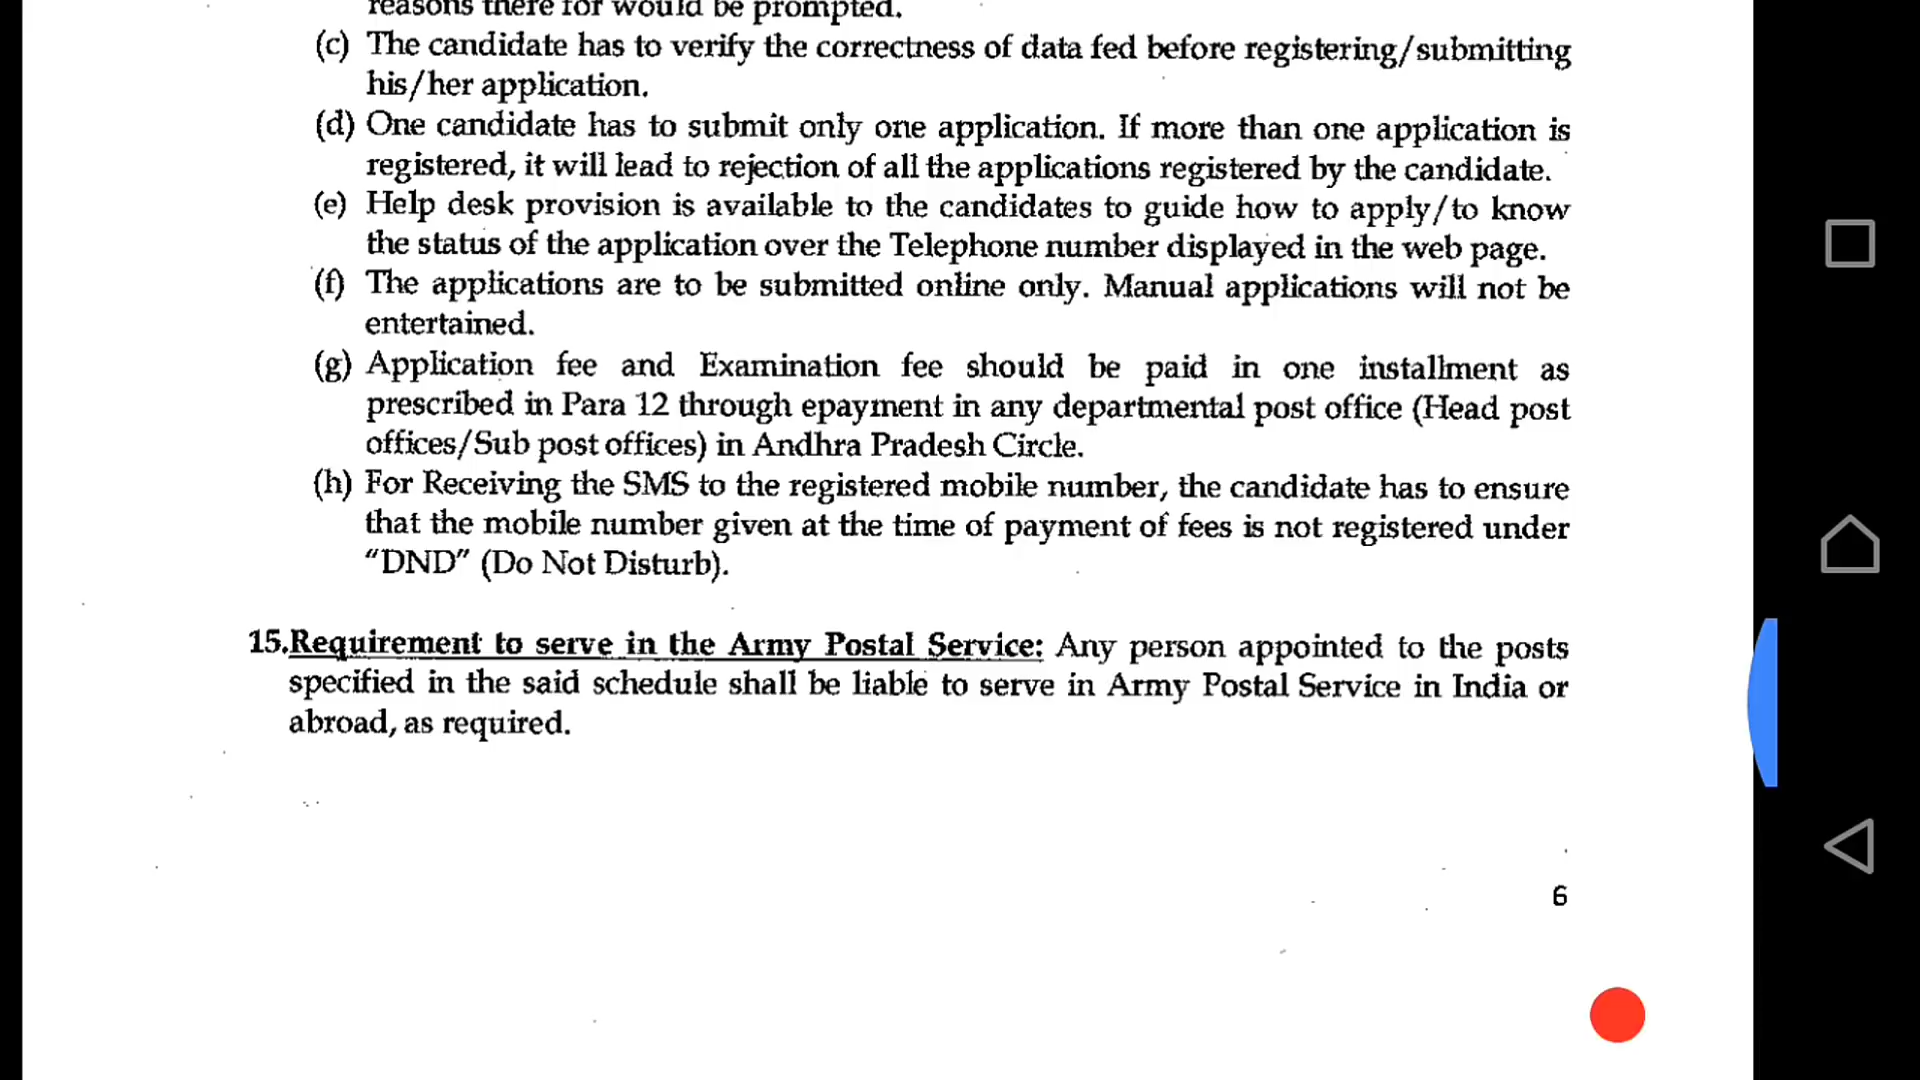 reasons there for would be prompted.
(c) The candidate has to verify the correctness of data fed before registering/submitting
his/her application.
(d) One candidate has to submit only one application. If more than one application is
registered, it will lead to rejection of all the applications registered by the candidate.
(e) Help desk provision is available to the candidates to guide how to apply/to know
the status of the application over the Telephone number displayed in the web page.
(f) The applications are to be submitted online only. Manual applications will not be
entertained.
(g) Application fee and Examination fee should be paid in one installment as
prescribed in Para 12 through epayment in any departmental post office (Head post
offices/Sub post offices) in Andhra Pradesh Circle.
(h) For Receiving the SMS to the registered mobile number, the candidate has to ensure
that the mobile number given at the time of payment of fees is not registered under
"DND" (Do Not Disturb).
15.Requirement to serve in the Army Postal Service: Any person appointed to the posts
specified in the said schedule shall be liable to serve in Army Postal Service in India or
abroad, as required.
6